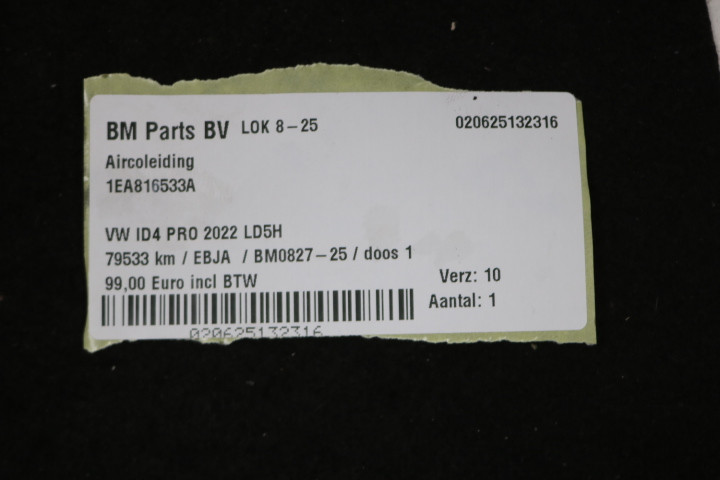 BM Parts BV LOK 8-25 020625132316
Aircoleiding
1EA816533A
VW ID4 PRO 2022 LD5H
79533 km / EBJA / BM0827-25 / doos 1
99,00 Euro incl BTW Verz: 10
Aantal: 1
020625132316